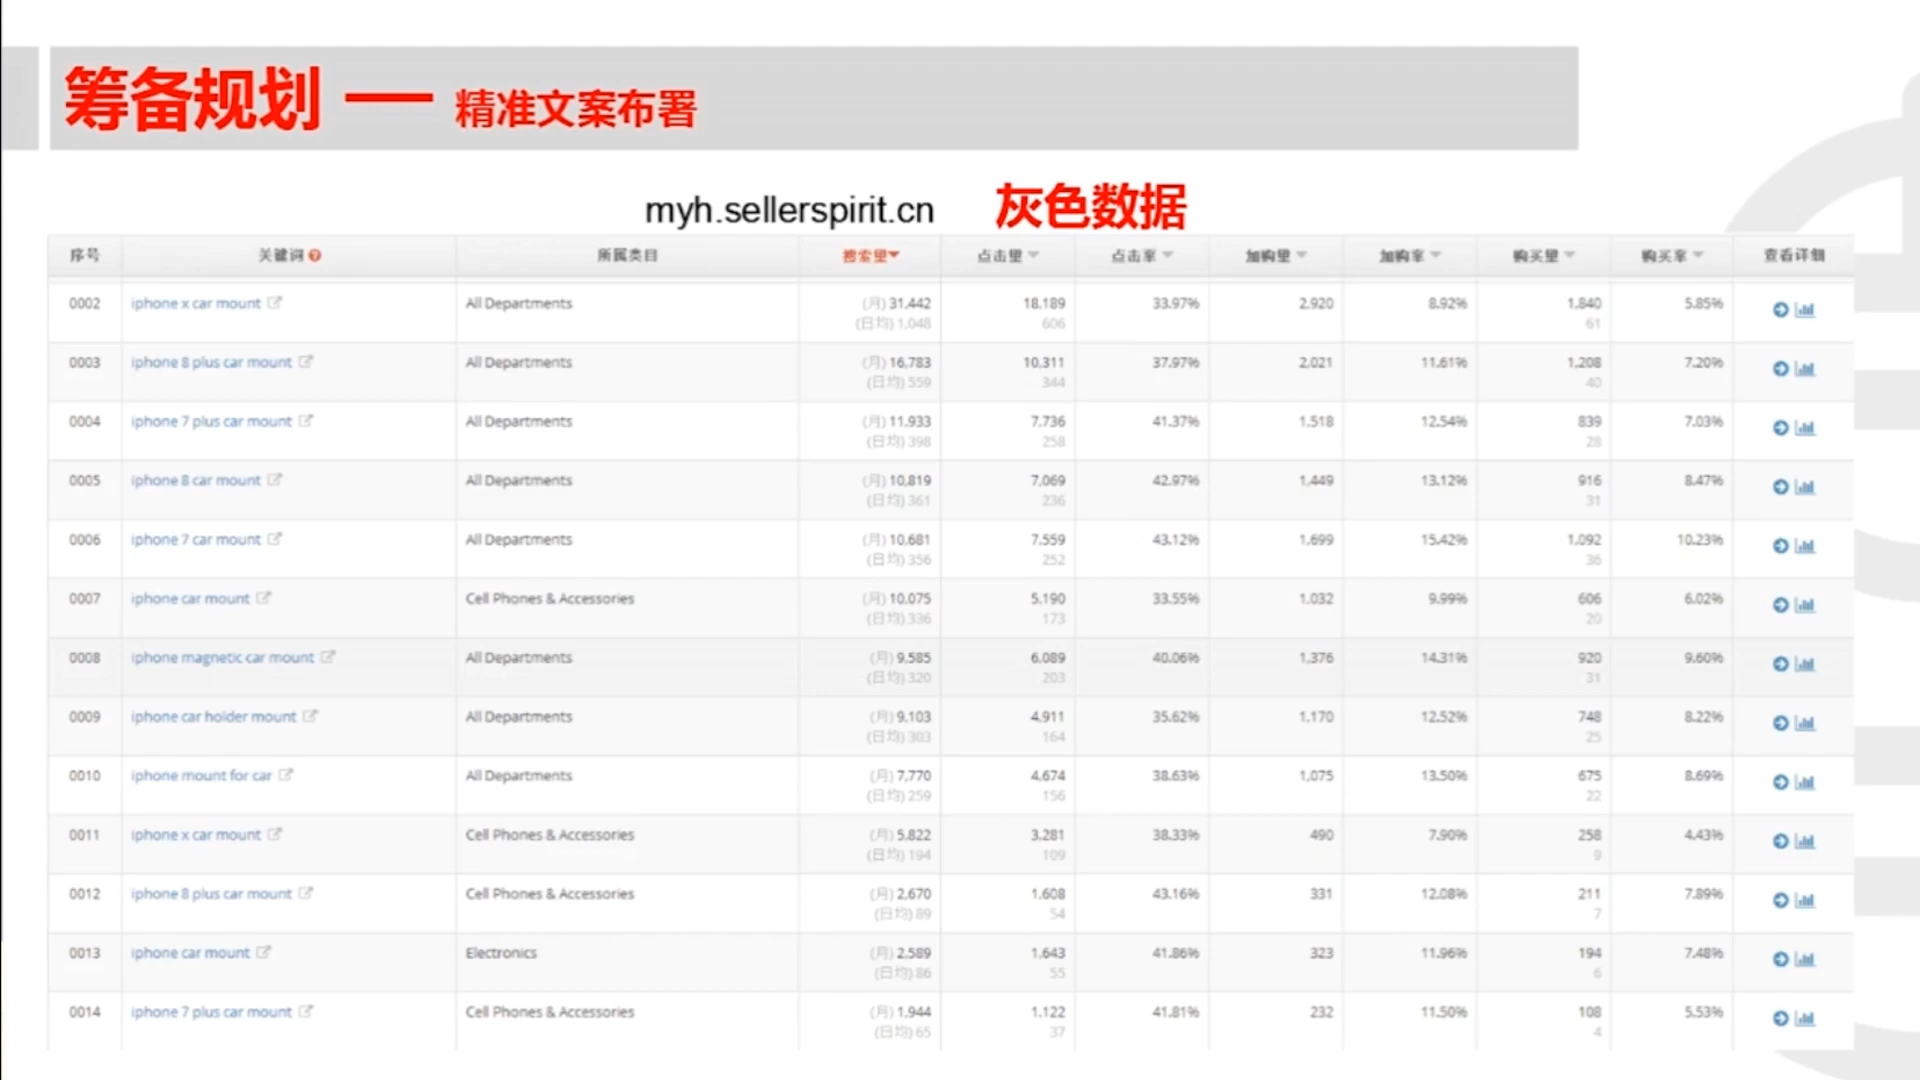 筹备规划 — 精准文案布署
myh.sellerspirit.cn 灰色数据
序号 关键词 所属类目 搜索量 点击量 点击率 加购量 加购率 购买量 购买率 查看详细
0002 iphone x car mount All Departments (月) 31,442 18,189 33.97% 2,920 8.92% 1,840 5.85%
(日均) 1,048 606 61
0003 iphone 8 plus car mount All Departments (月) 16,783 10,311 37.97% 2,021 11.61% 1,208 7.20%
(日均) 559 344 40
0004 iphone 7 plus car mount All Departments (月) 11,933 7,736 41.37% 1,518 12.54% 839 7.03%
(日均) 398 258 28
0005 iphone 8 car mount All Departments (月) 10,819 7,069 42.97% 1,449 13.12% 916 8.47%
(日均) 361 236 31
0006 iphone 7 car mount All Departments (月) 10,681 7,559 43.12% 1,699 15.42% 1,092 10.23%
(日均) 356 252 36
0007 iphone car mount Cell Phones & Accessories (月) 10,075 5,190 33.55% 1,032 9.99% 606 6.02%
(日均) 336 173 20
0008 iphone magnetic car mount All Departments (月) 9,585 6,089 40.06% 1,376 14.31% 920 9.60%
(日均) 320 203 31
0009 iphone car holder mount All Departments (月) 9,103 4,911 35.62% 1,170 12.52% 748 8.22%
(日均) 303 164 25
0010 iphone mount for car All Departments (月) 7,770 4,674 38.63% 1,075 13.50% 675 8.69%
(日均) 259 156 22
0011 iphone x car mount Cell Phones & Accessories (月) 5,822 3,281 38.33% 490 7.90% 258 4.43%
(日均) 194 109 9
0012 iphone 8 plus car mount Cell Phones & Accessories (月) 2,670 1,608 43.16% 331 12.08% 211 7.89%
(日均) 89 54 7
0013 iphone car mount Electronics (月) 2,589 1,643 41.86% 323 11.96% 194 7.48%
(日均) 86 55 6
0014 iphone 7 plus car mount Cell Phones & Accessories (月) 1,944 1,122 41.81% 232 11.50% 108 5.53%
(日均) 65 37 4